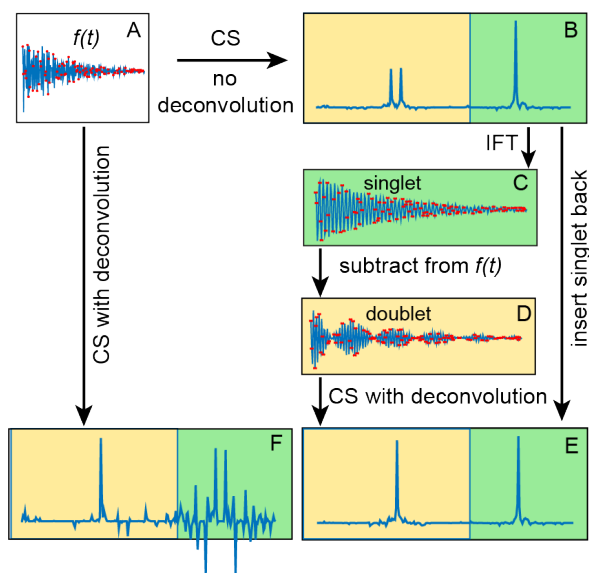 A
f(t)
CS
no
deconvolution
B
IFT
C
singlet
subtract from f(t)
D
doublet
CS with deconvolution
CS with deconvolution
insert singlet back
F
E